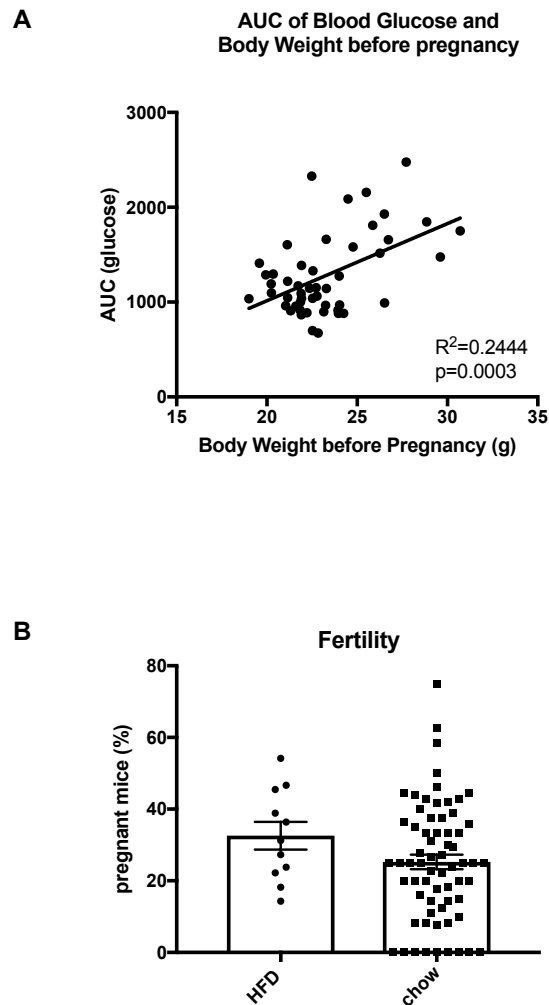 A
AUC of Blood Glucose and
Body Weight before pregnancy
3000
2000
1000
0
AUC (glucose)
R²=0.2444
p=0.0003
15 20 25 30 35
Body Weight before Pregnancy (g)
B
Fertility
80
60
40
20
0
pregnant mice (%)
HFD chow